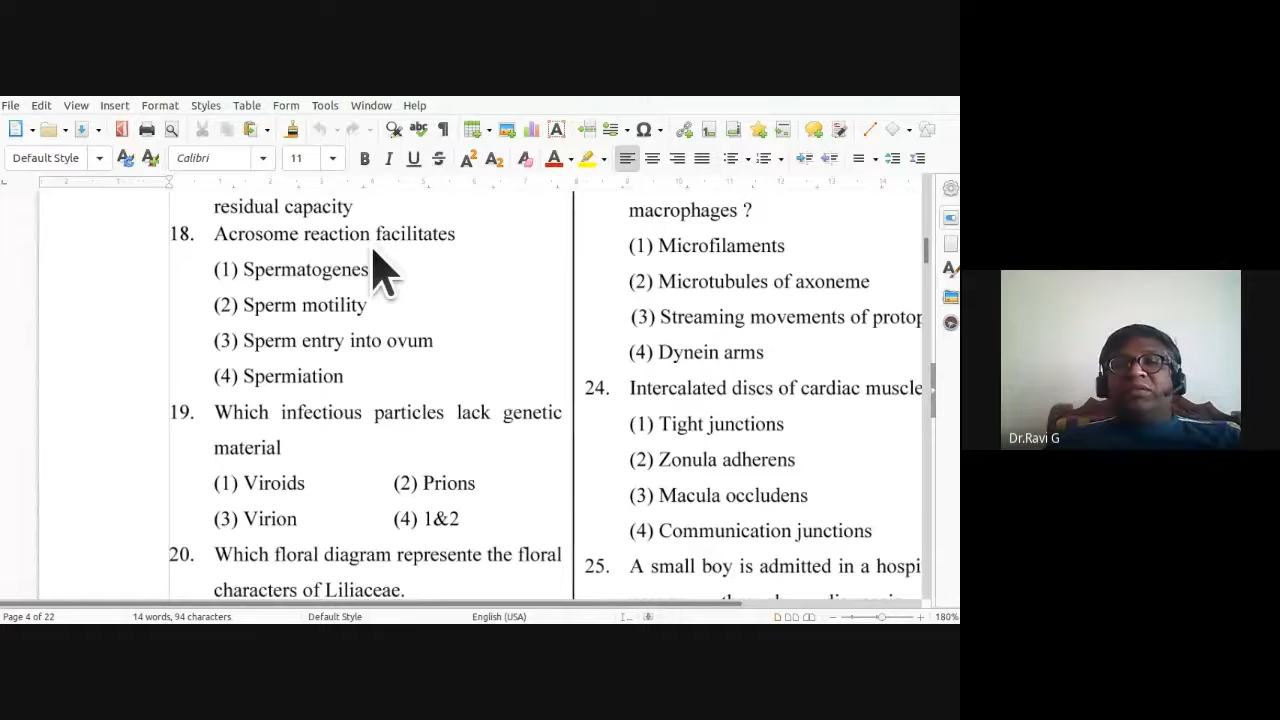 File Edit View Insert Format Styles Table Form Tools Window Help
Default Style Calibri 11
residual capacity
18. Acrosome reaction facilitates
(1) Spermatogenes
(2) Sperm motility
(3) Sperm entry into ovum
(4) Spermiation
19. Which infectious particles lack genetic
material
(1) Viroids (2) Prions
(3) Virion (4) 1&2
20. Which floral diagram represente the floral
characters of Liliaceae.
macrophages ?
(1) Microfilaments
(2) Microtubules of axoneme
(3) Streaming movements of protop
(4) Dynein arms
24. Intercalated discs of cardiac muscle
(1) Tight junctions
(2) Zonula adherens
(3) Macula occludens
(4) Communication junctions
25. A small boy is admitted in a hospi
Page 4 of 22 14 words, 94 characters Default Style English (USA) 180%
Dr.Ravi G